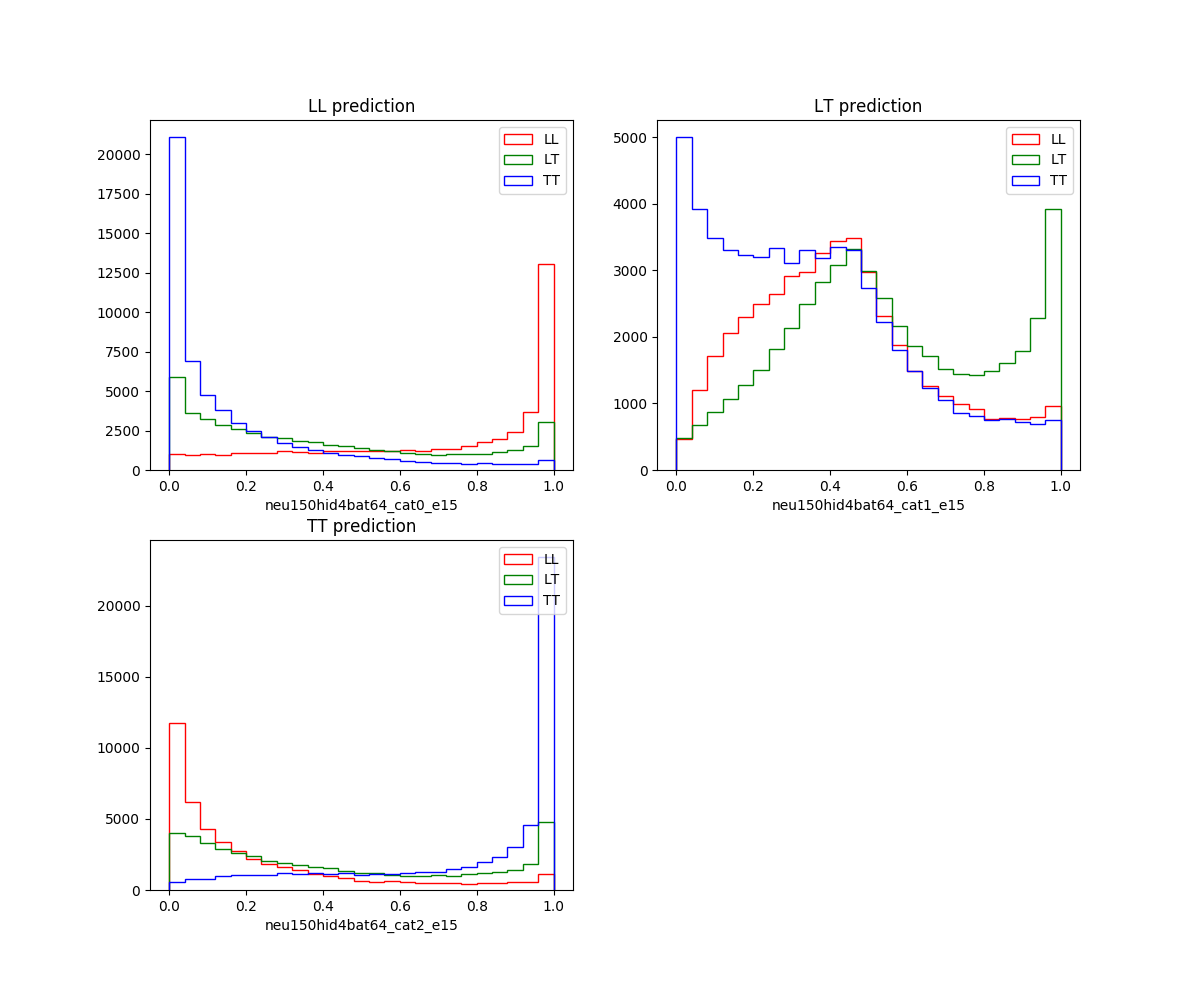 LL prediction
20000
17500
15000
12500
10000
7500
5000
2500
0
LL
LT
TT
0.0 0.2 0.4 0.6 0.8 1.0
neu150hid4bat64_cat0_e15
LT prediction
5000
4000
3000
2000
1000
0
LL
LT
TT
0.0 0.2 0.4 0.6 0.8 1.0
neu150hid4bat64_cat1_e15
TT prediction
20000
15000
10000
5000
0
LL
LT
TT
0.0 0.2 0.4 0.6 0.8 1.0
neu150hid4bat64_cat2_e15